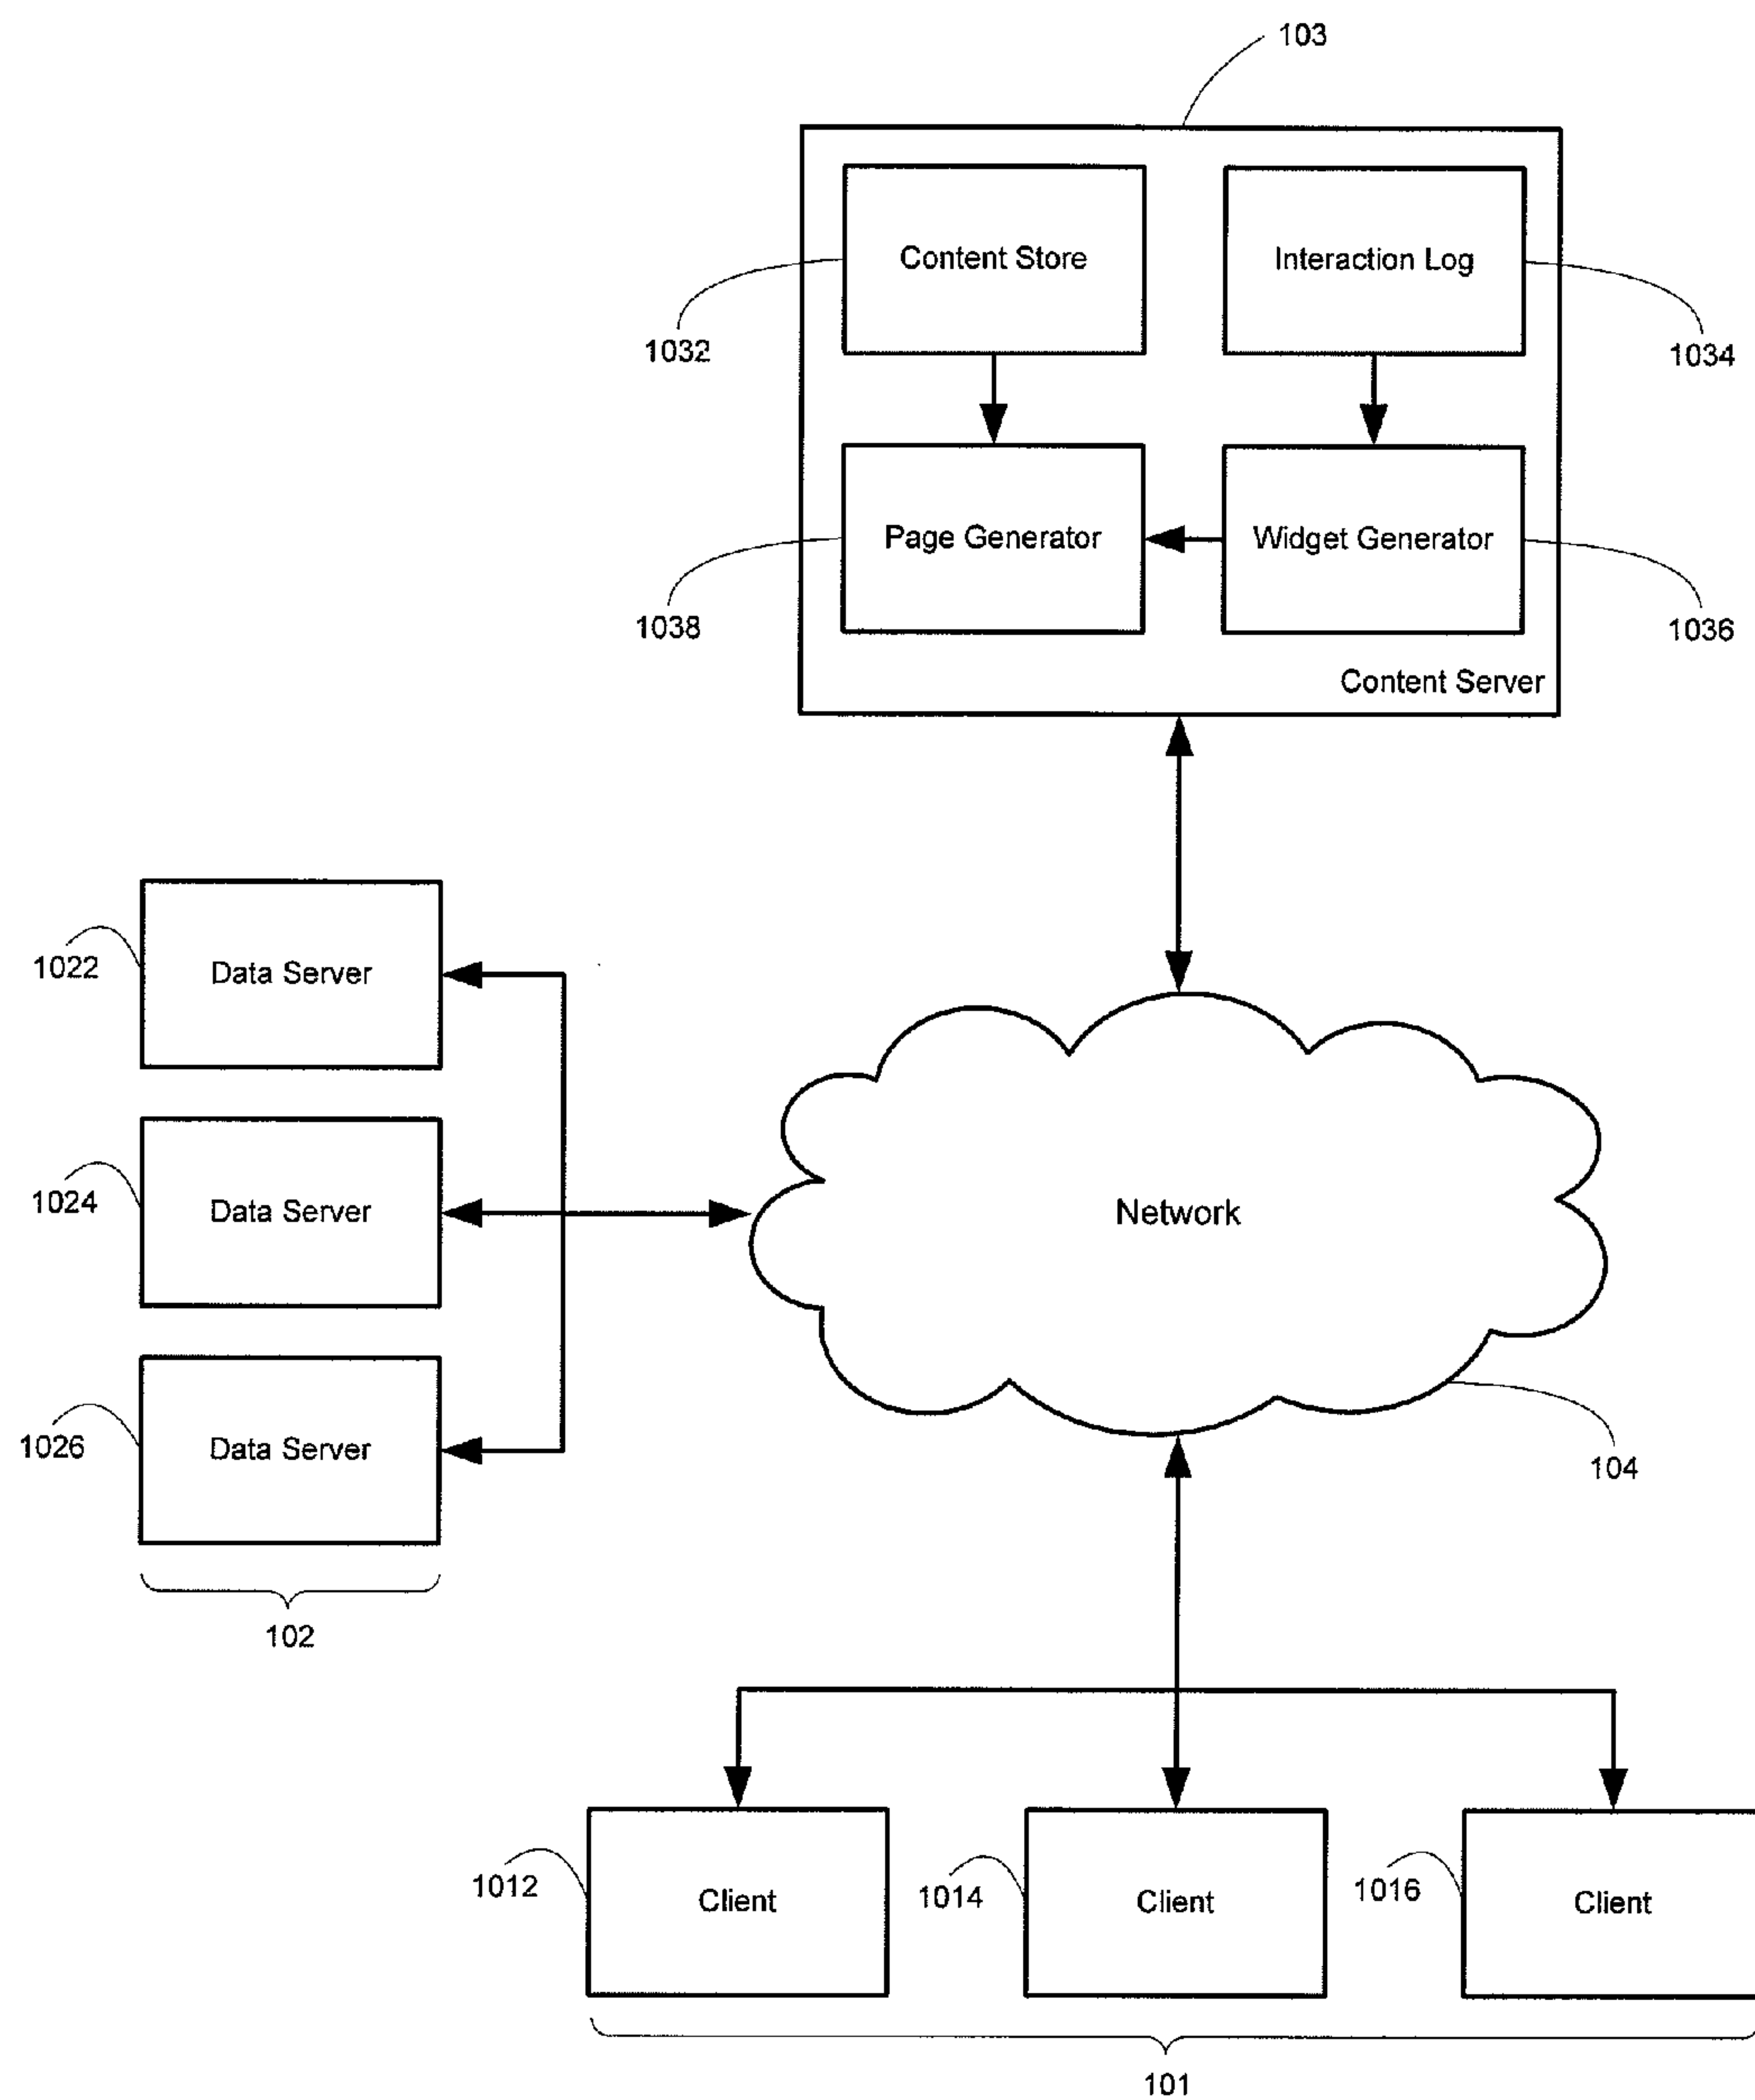 103
Content Store
Interaction Log
1032
1034
Page Generator
Widget Generator
1038
1036
Content Server
1022
Data Server
1024
Data Server
Network
1026
Data Server
104
102
1012
Client
1014
Client
1016
Client
101